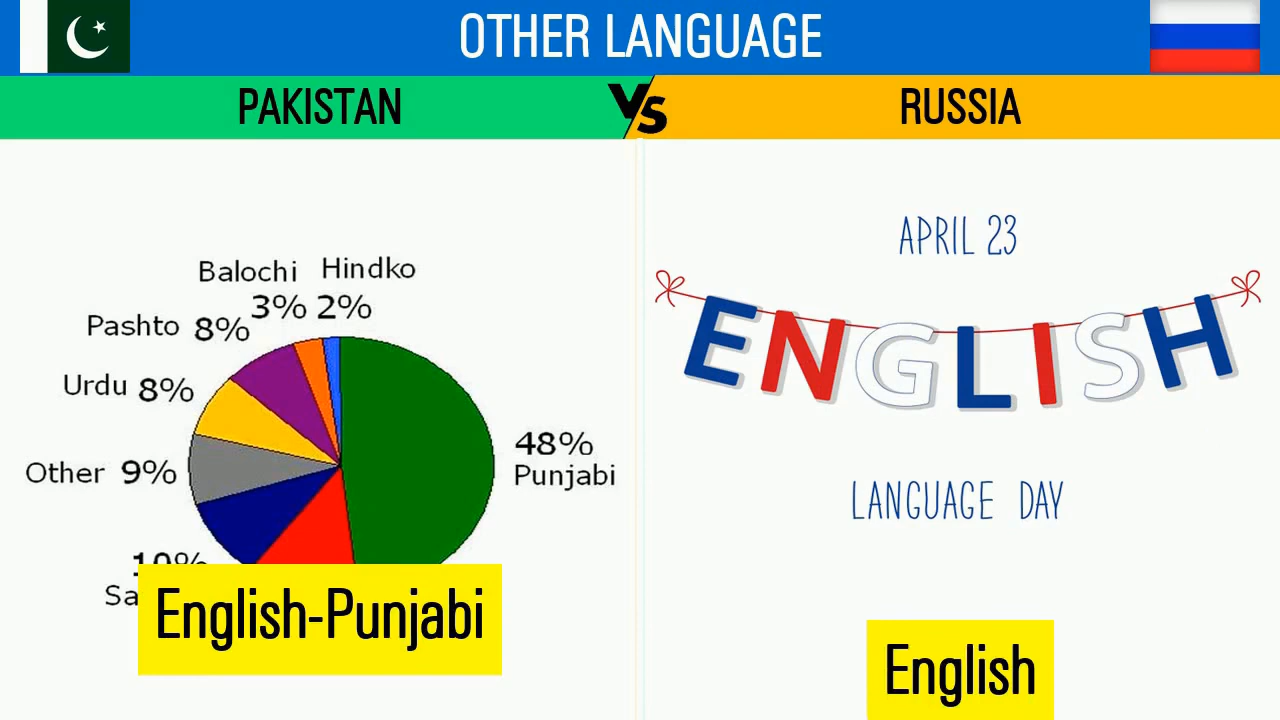 OTHER LANGUAGE
PAKISTAN
VS
RUSSIA
Balochi Hindko
3% 2%
Pashto 8%
Urdu 8%
Other 9%
48%
Punjabi
10%
English-Punjabi
APRIL 23
ENGLISH
LANGUAGE DAY
English